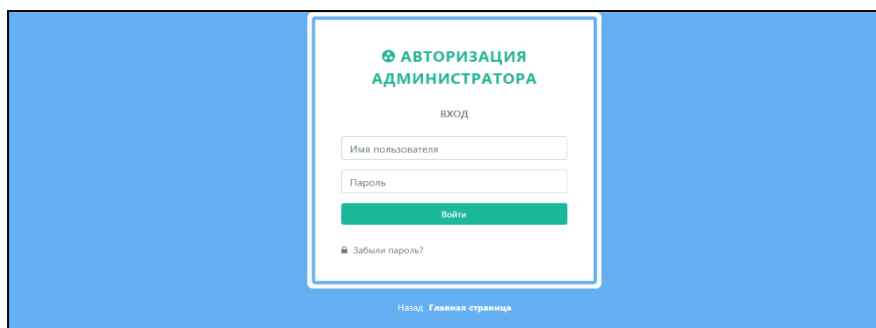 АВТОРИЗАЦИЯ
АДМИНИСТРАТОРА
ВХОД
Имя пользователя
Пароль
Войти
Забыли пароль?
Назад Главная страница